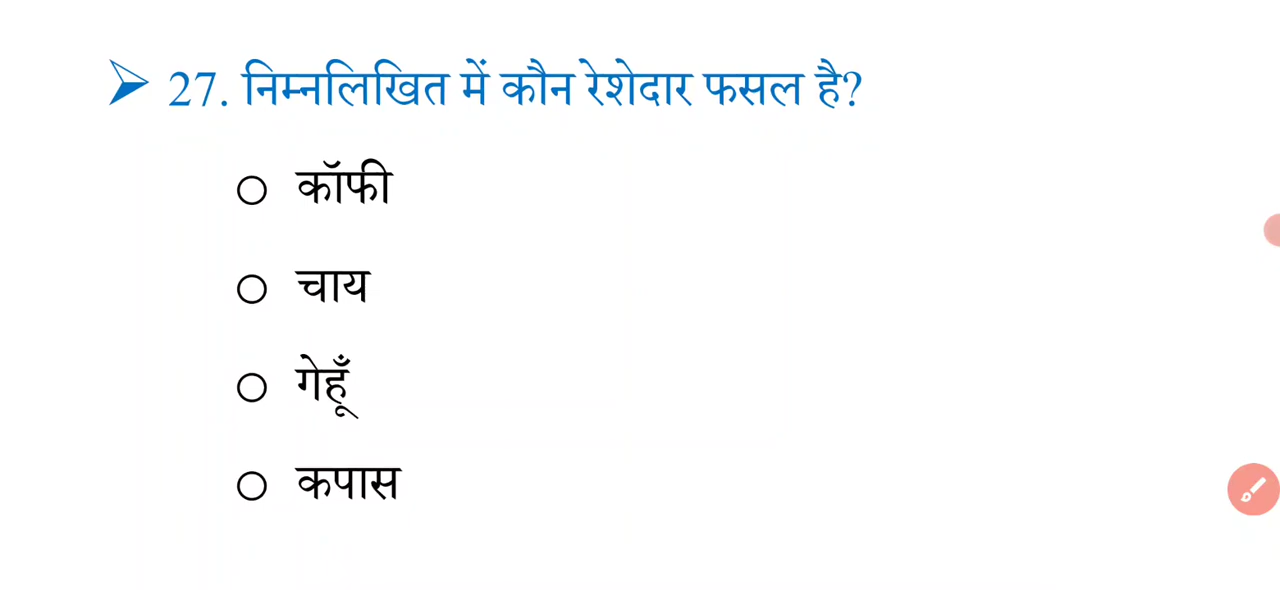 ➢ 27. निम्नलिखित में कौन रेशेदार फसल है?
○ कॉफी
○ चाय
○ गेहूँ
○ कपास